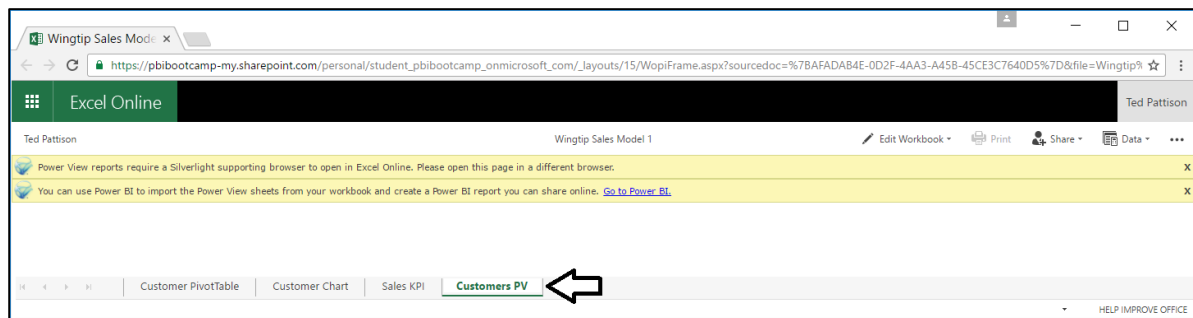 Wingtip Sales Mode ×
https://pbibootcamp-my.sharepoint.com/personal/student_pbibootcamp_onmicrosoft_com/_layouts/15/WopiFrame.aspx?sourcedoc=%7BAFADAB4E-0D2F-4AA3-A45B-45CE3C7640D5%7D&file=Wingtip%
Excel Online Ted Pattison
Ted Pattison Wingtip Sales Model 1 Edit Workbook Print Share Data
Power View reports require a Silverlight supporting browser to open in Excel Online. Please open this page in a different browser. x
You can use Power BI to import the Power View sheets from your workbook and create a Power BI report you can share online. Go to Power BI. x
Customer PivotTable Customer Chart Sales KPI Customers PV
HELP IMPROVE OFFICE